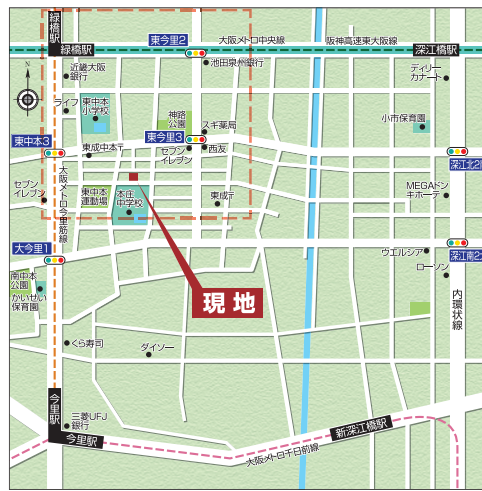 緑橋駅
東今里2
大阪メトロ中央線
阪神高速東大阪線
緑橋駅
深江橋駅
池田泉州銀行
近畿大阪
銀行
デイリー
カナート
N
ライフ
東中本
小学校
神路
公園
スギ薬局
小市保育園
東中本3
東今里3
東成中本〒
セブン
イレブン
西友
深江北2
大阪メトロ今里筋線
セブン
イレブン
東中本
運動場
本庄
中学校
東成〒
MEGAドン
キホーテ
大今里1
ウエルシア
深江南2
ローソン
南中本
公園
かいせい
保育園
現地
内環状線
くら寿司
ダイソー
今里駅
三菱UFJ
銀行
今里駅
新深江橋駅
大阪メトロ千日前線